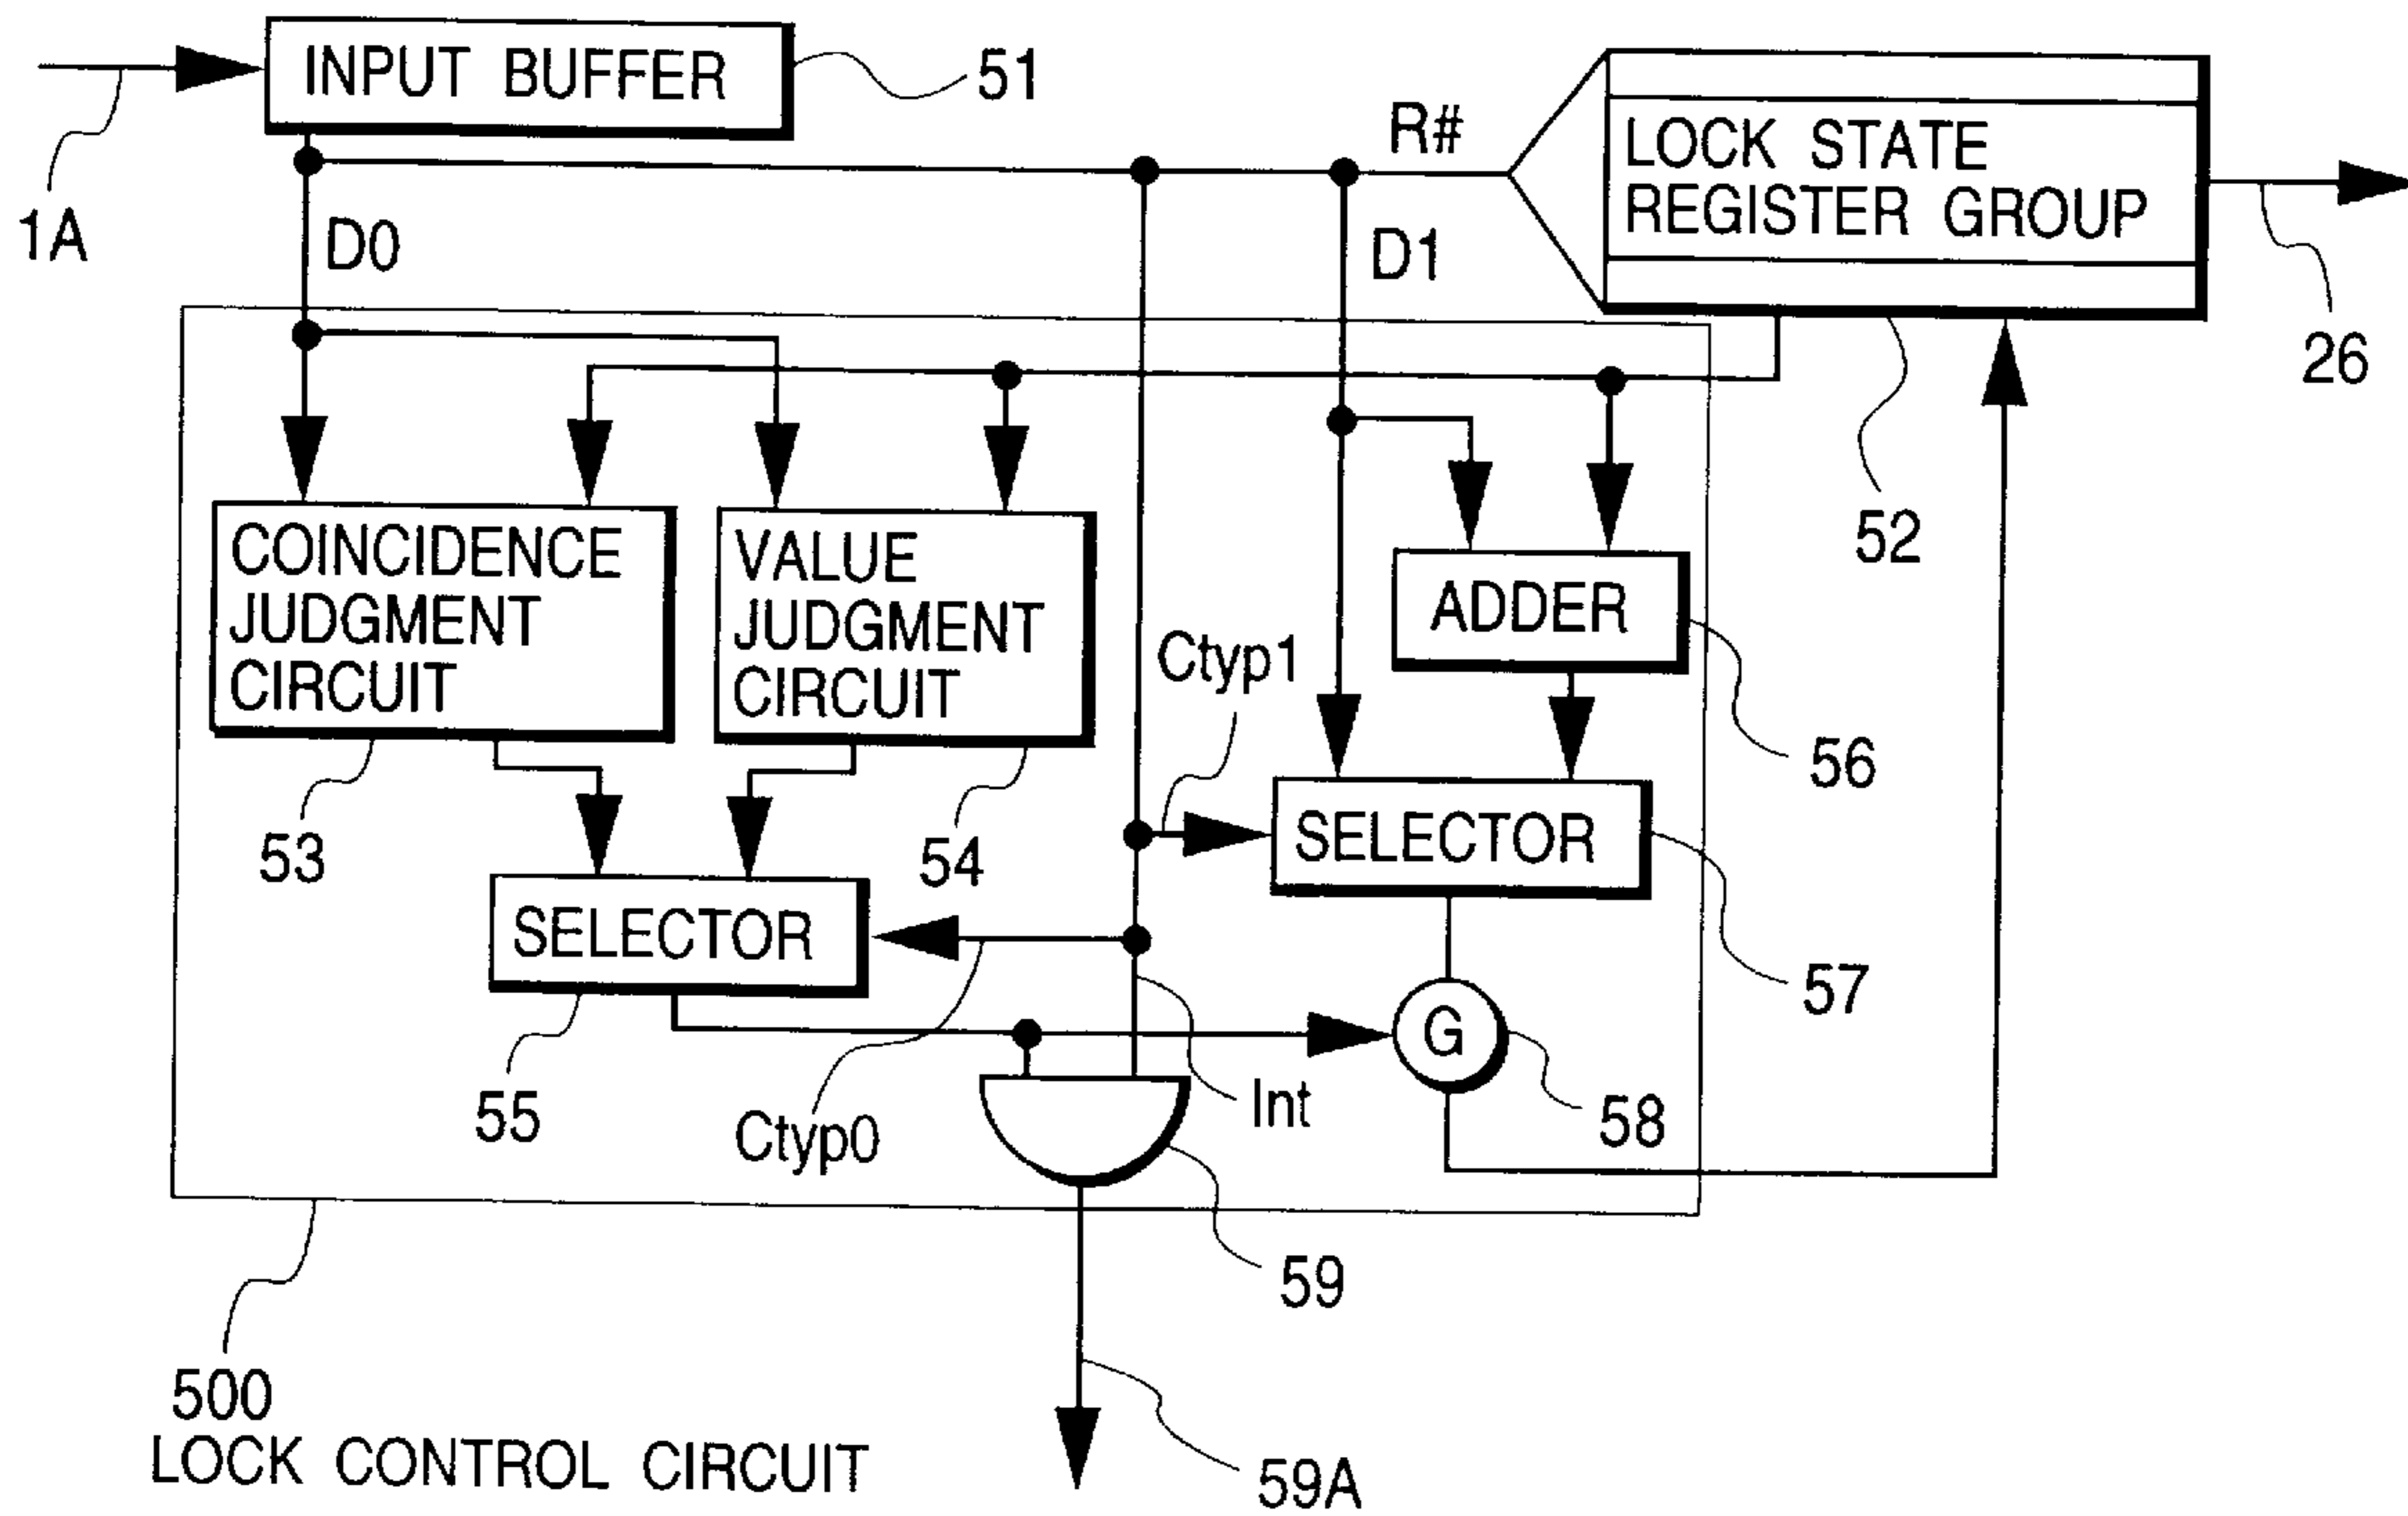 INPUT BUFFER
51
1A
R#
LOCK STATE
REGISTER GROUP
26
D0
D1
52
COINCIDENCE
JUDGMENT
CIRCUIT
VALUE
JUDGMENT
CIRCUIT
ADDER
Ctyp1
56
53
54
SELECTOR
SELECTOR
57
G
55
Ctyp0
Int
58
59
500
LOCK CONTROL CIRCUIT
59A